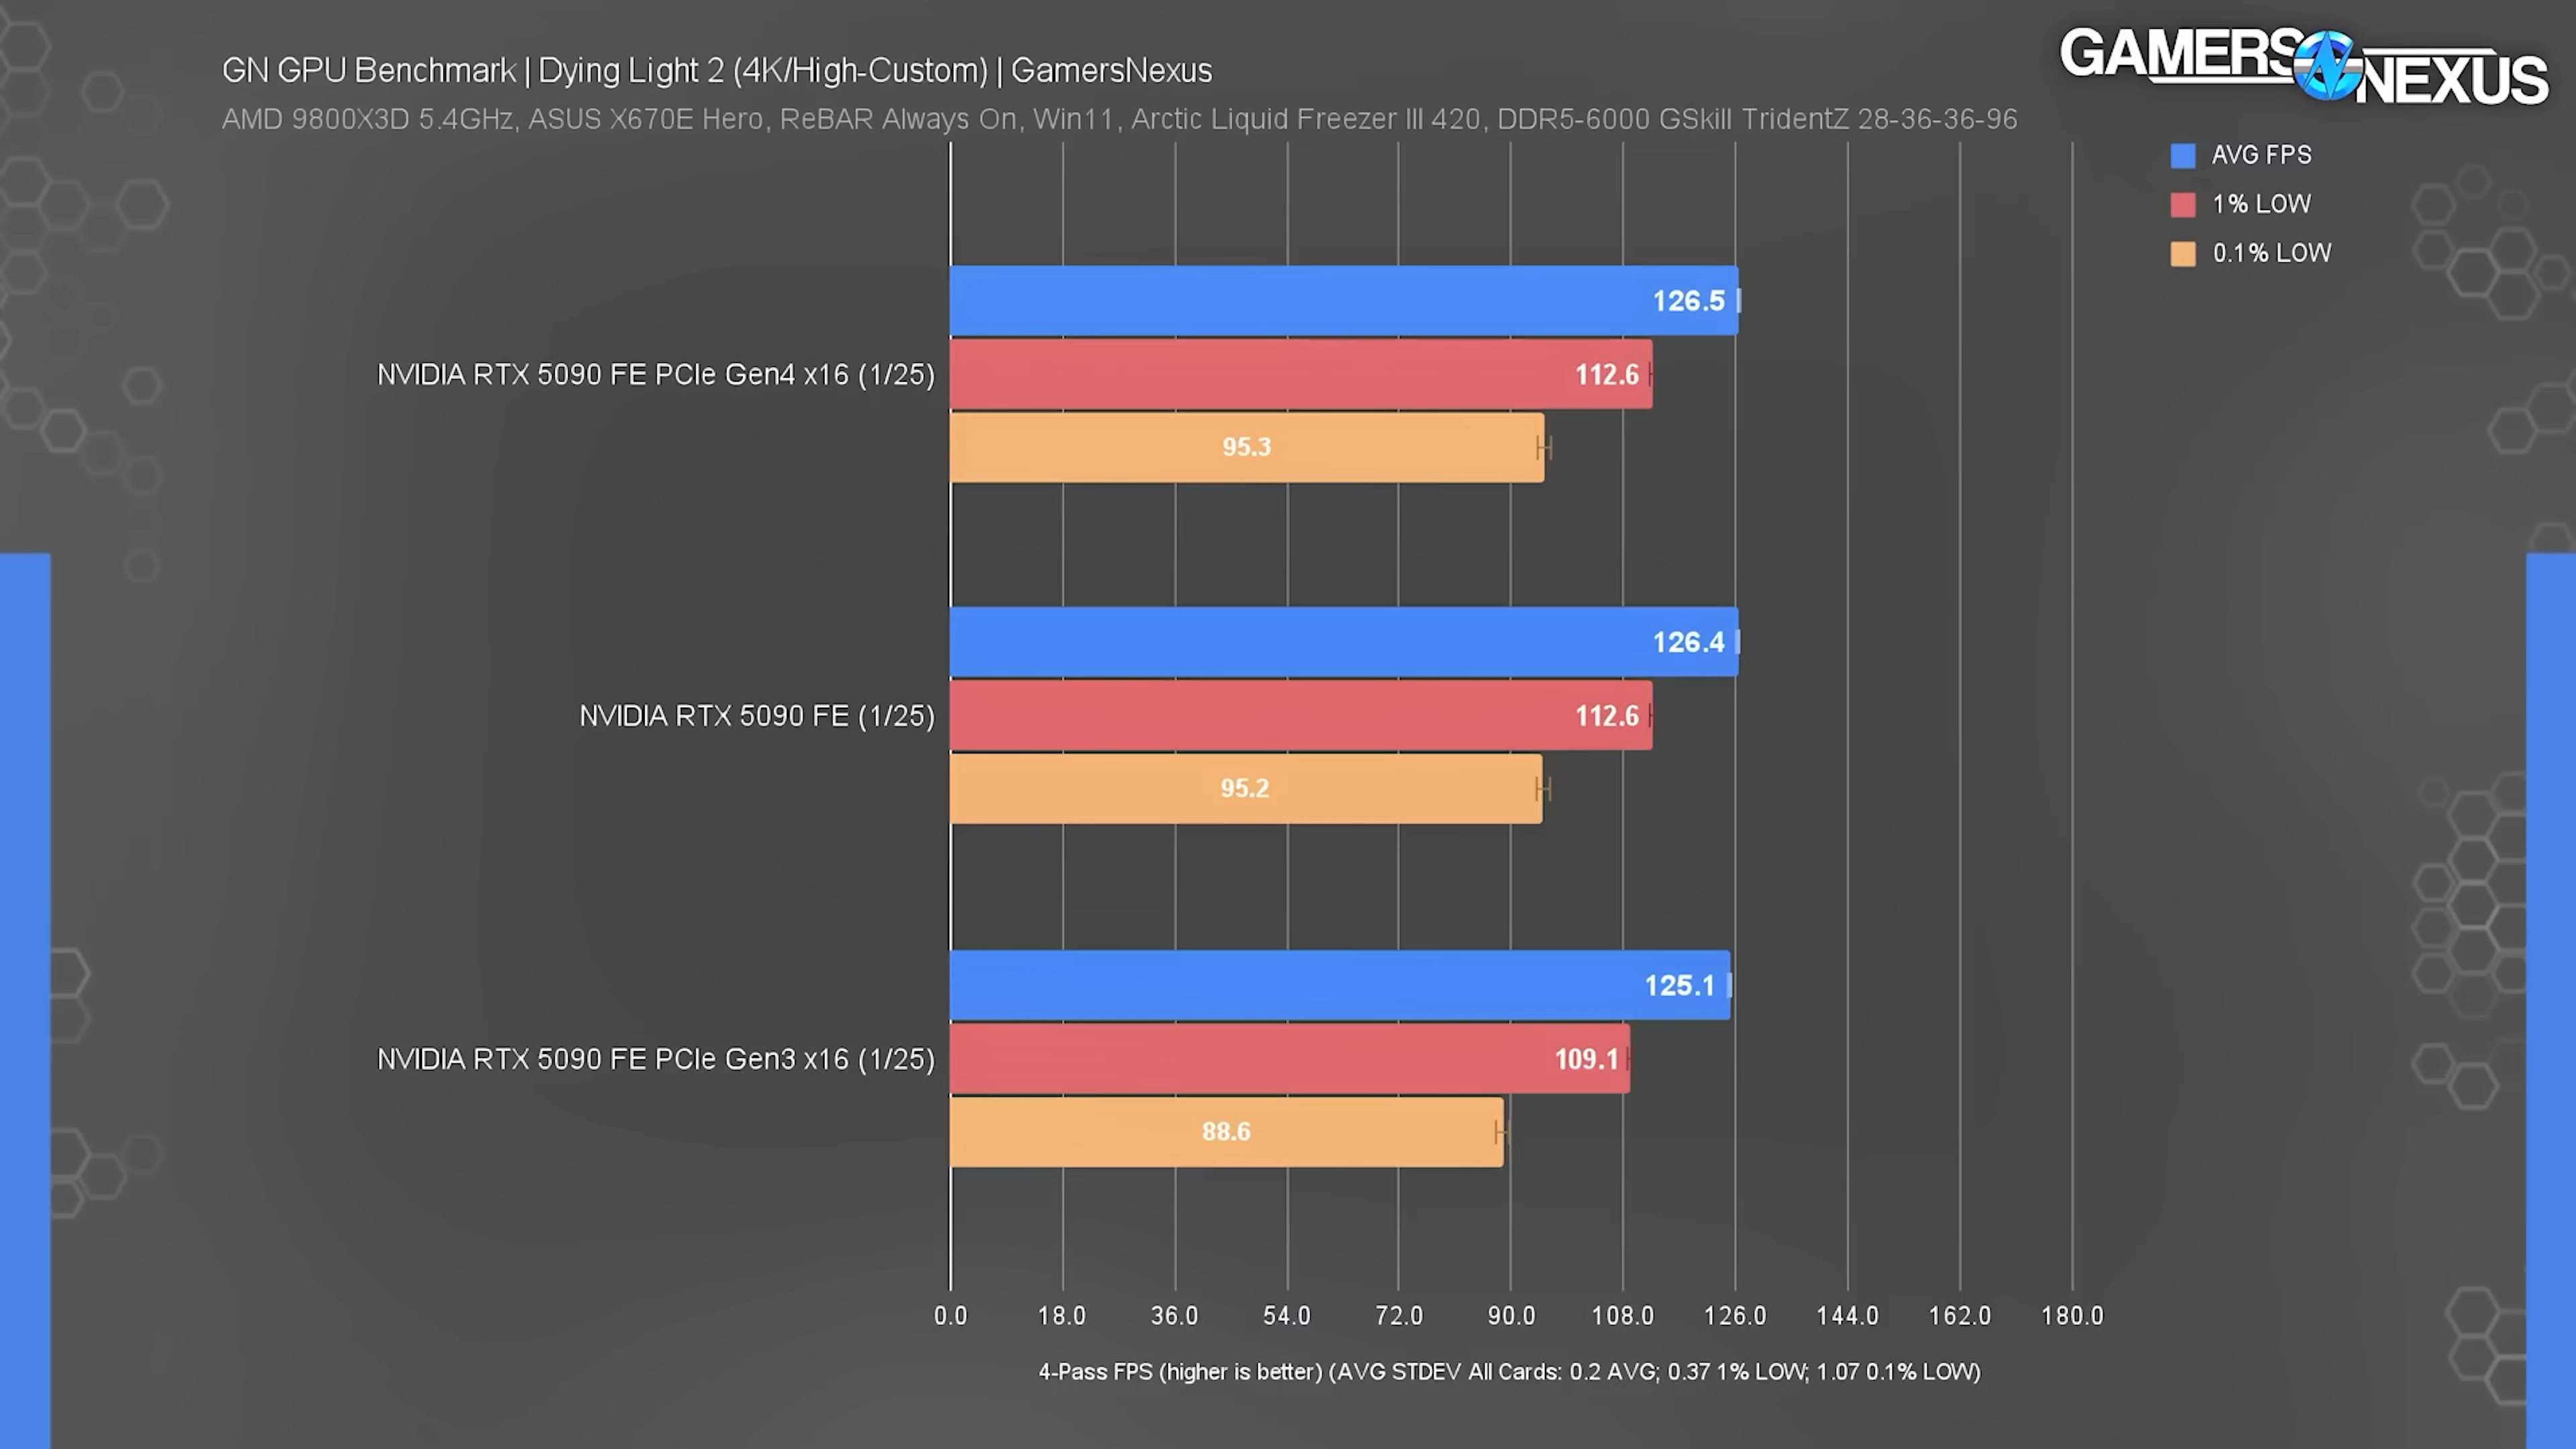 GN GPU Benchmark | Dying Light 2 (4K/High-Custom) | GamersNexus
GAMERS NEXUS
AMD 9800X3D 5.4GHz, ASUS X670E Hero, ReBAR Always On, Win11, Arctic Liquid Freezer III 420, DDR5-6000 GSkill TridentZ 28-36-36-96
AVG FPS
1% LOW
0.1% LOW
NVIDIA RTX 5090 FE PCIe Gen4 x16 (1/25)
126.5
112.6
95.3
NVIDIA RTX 5090 FE (1/25)
126.4
112.6
95.2
NVIDIA RTX 5090 FE PCIe Gen3 x16 (1/25)
125.1
109.1
88.6
0.0 18.0 36.0 54.0 72.0 90.0 108.0 126.0 144.0 162.0 180.0
4-Pass FPS (higher is better) (AVG STDEV All Cards: 0.2 AVG; 0.37 1% LOW; 1.07 0.1% LOW)